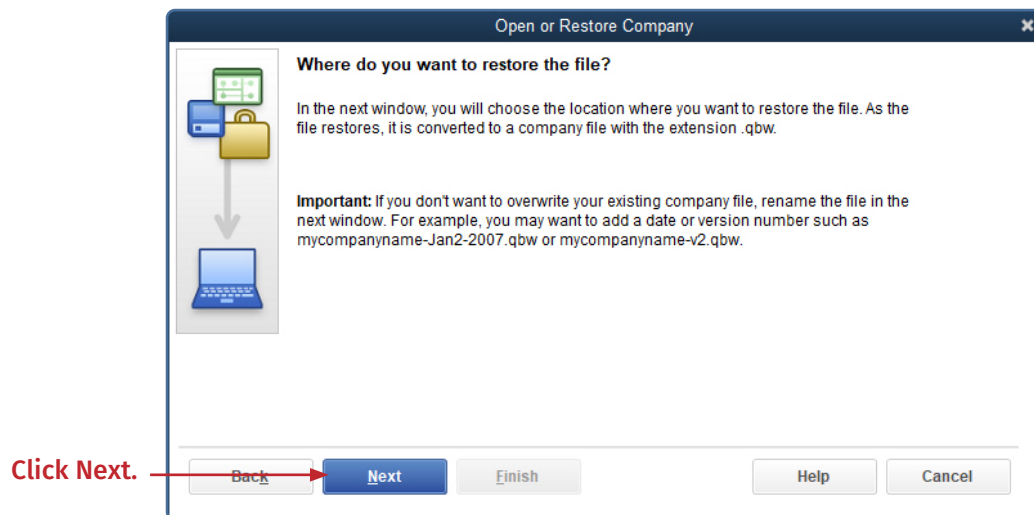 Open or Restore Company
Where do you want to restore the file?
In the next window, you will choose the location where you want to restore the file. As the
file restores, it is converted to a company file with the extension .qbw.
Important: If you don't want to overwrite your existing company file, rename the file in the
next window. For example, you may want to add a date or version number such as
mycompanyname-Jan2-2007.qbw or mycompanyname-v2.qbw.
Click Next.
Back Next Finish Help Cancel